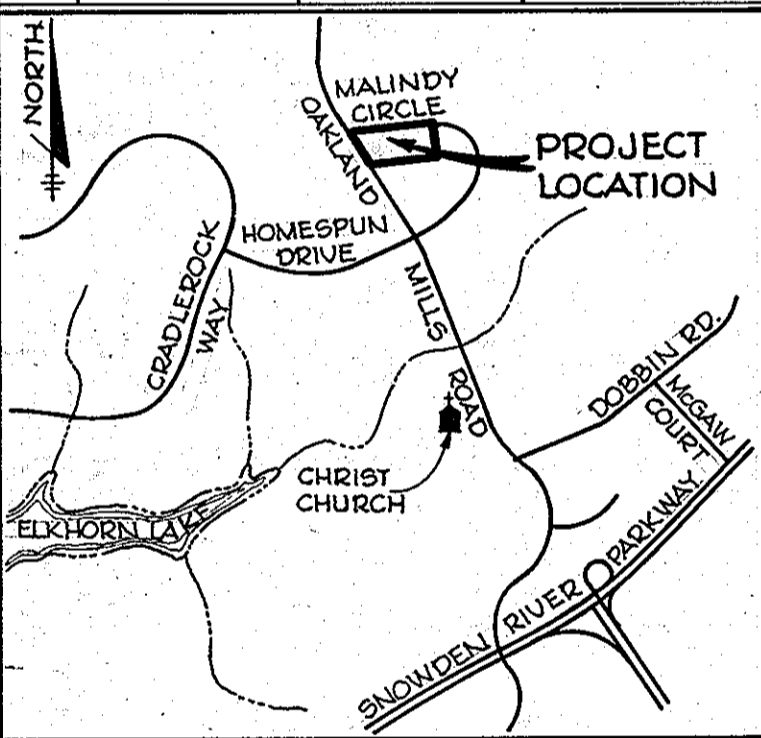 NORTH
MALINDY
CIRCLE
OAKLAND
MILLS
ROAD
PROJECT
LOCATION
HOMESPUN
DRIVE
CRADLEROCK
WAY
DOBBIN RD.
McGAW
COURT
CHRIST
CHURCH
ELKHORN LAKE
SNOWDEN RIVER PARKWAY